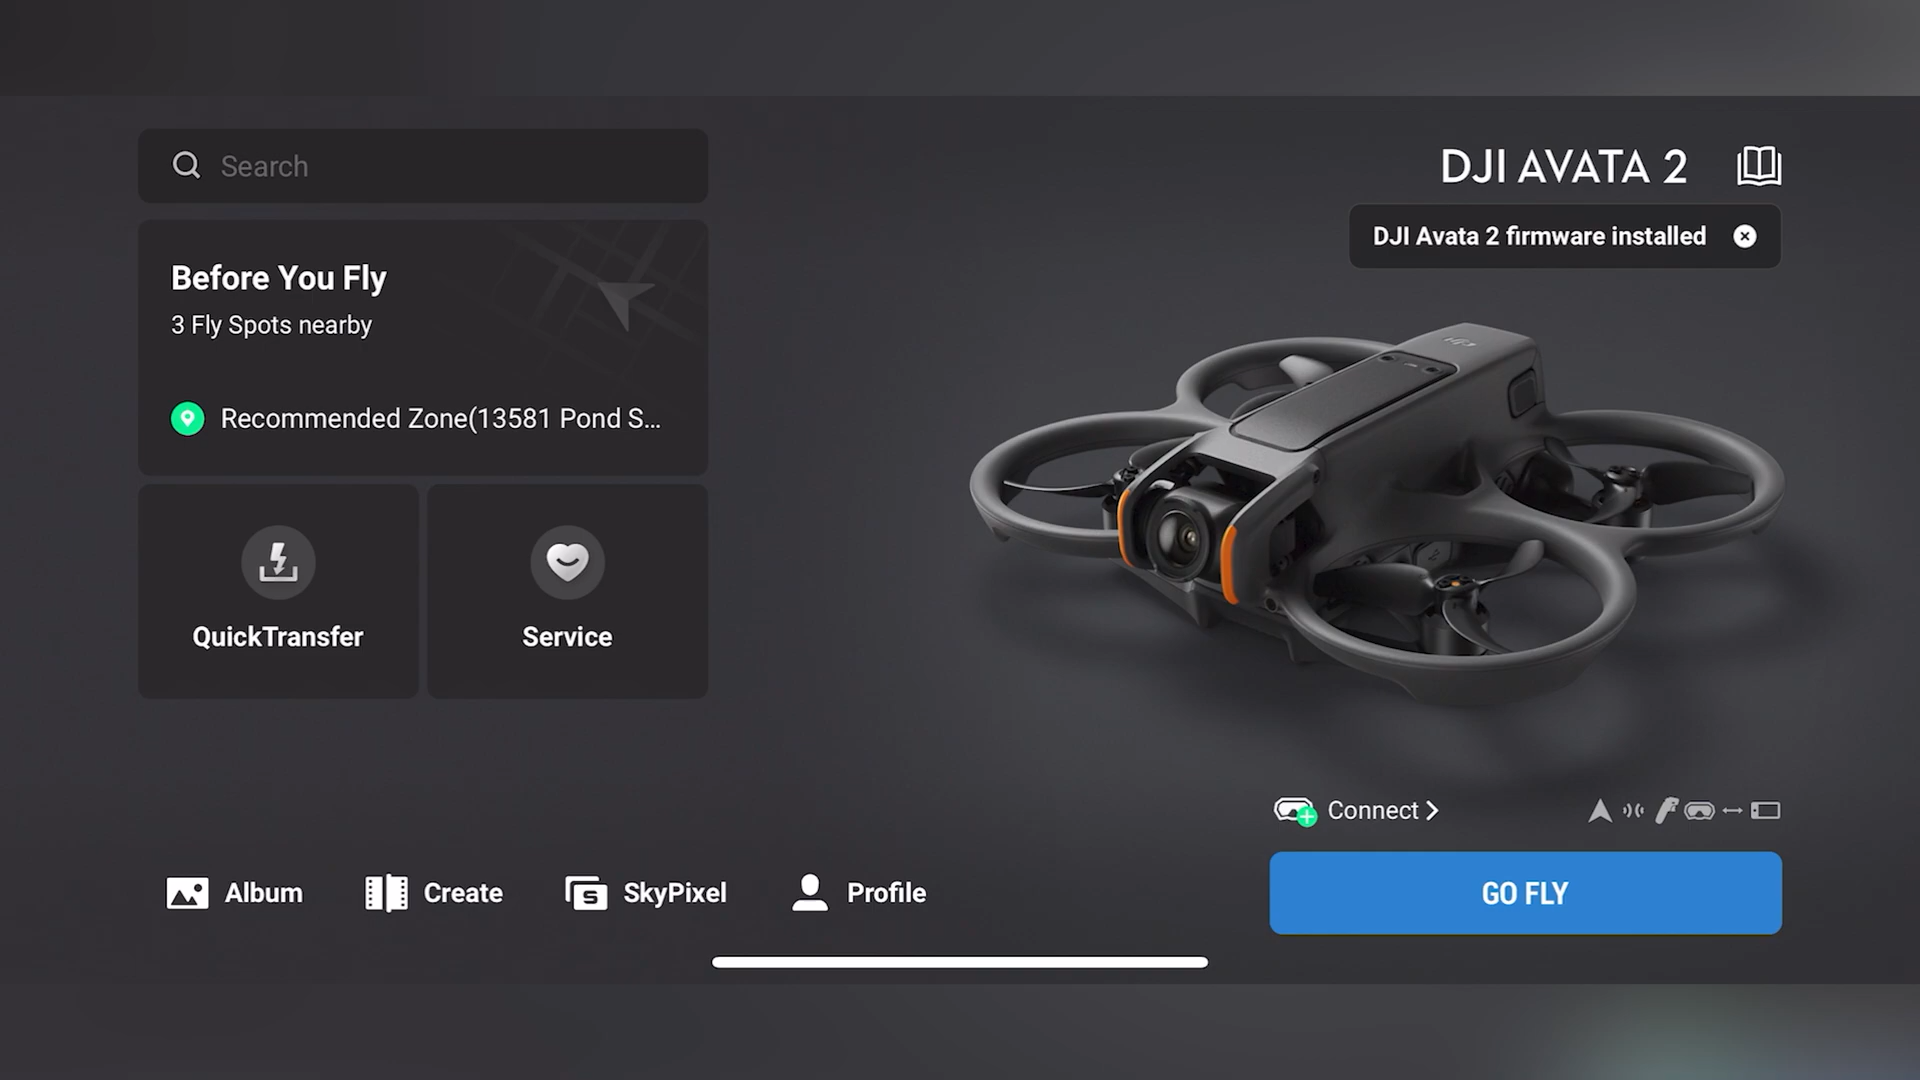 Search
DJI AVATA 2
DJI Avata 2 firmware installed
Before You Fly
3 Fly Spots nearby
Recommended Zone(13581 Pond S...
QuickTransfer
Service
dji
Connect
Album
Create
SkyPixel
Profile
GO FLY